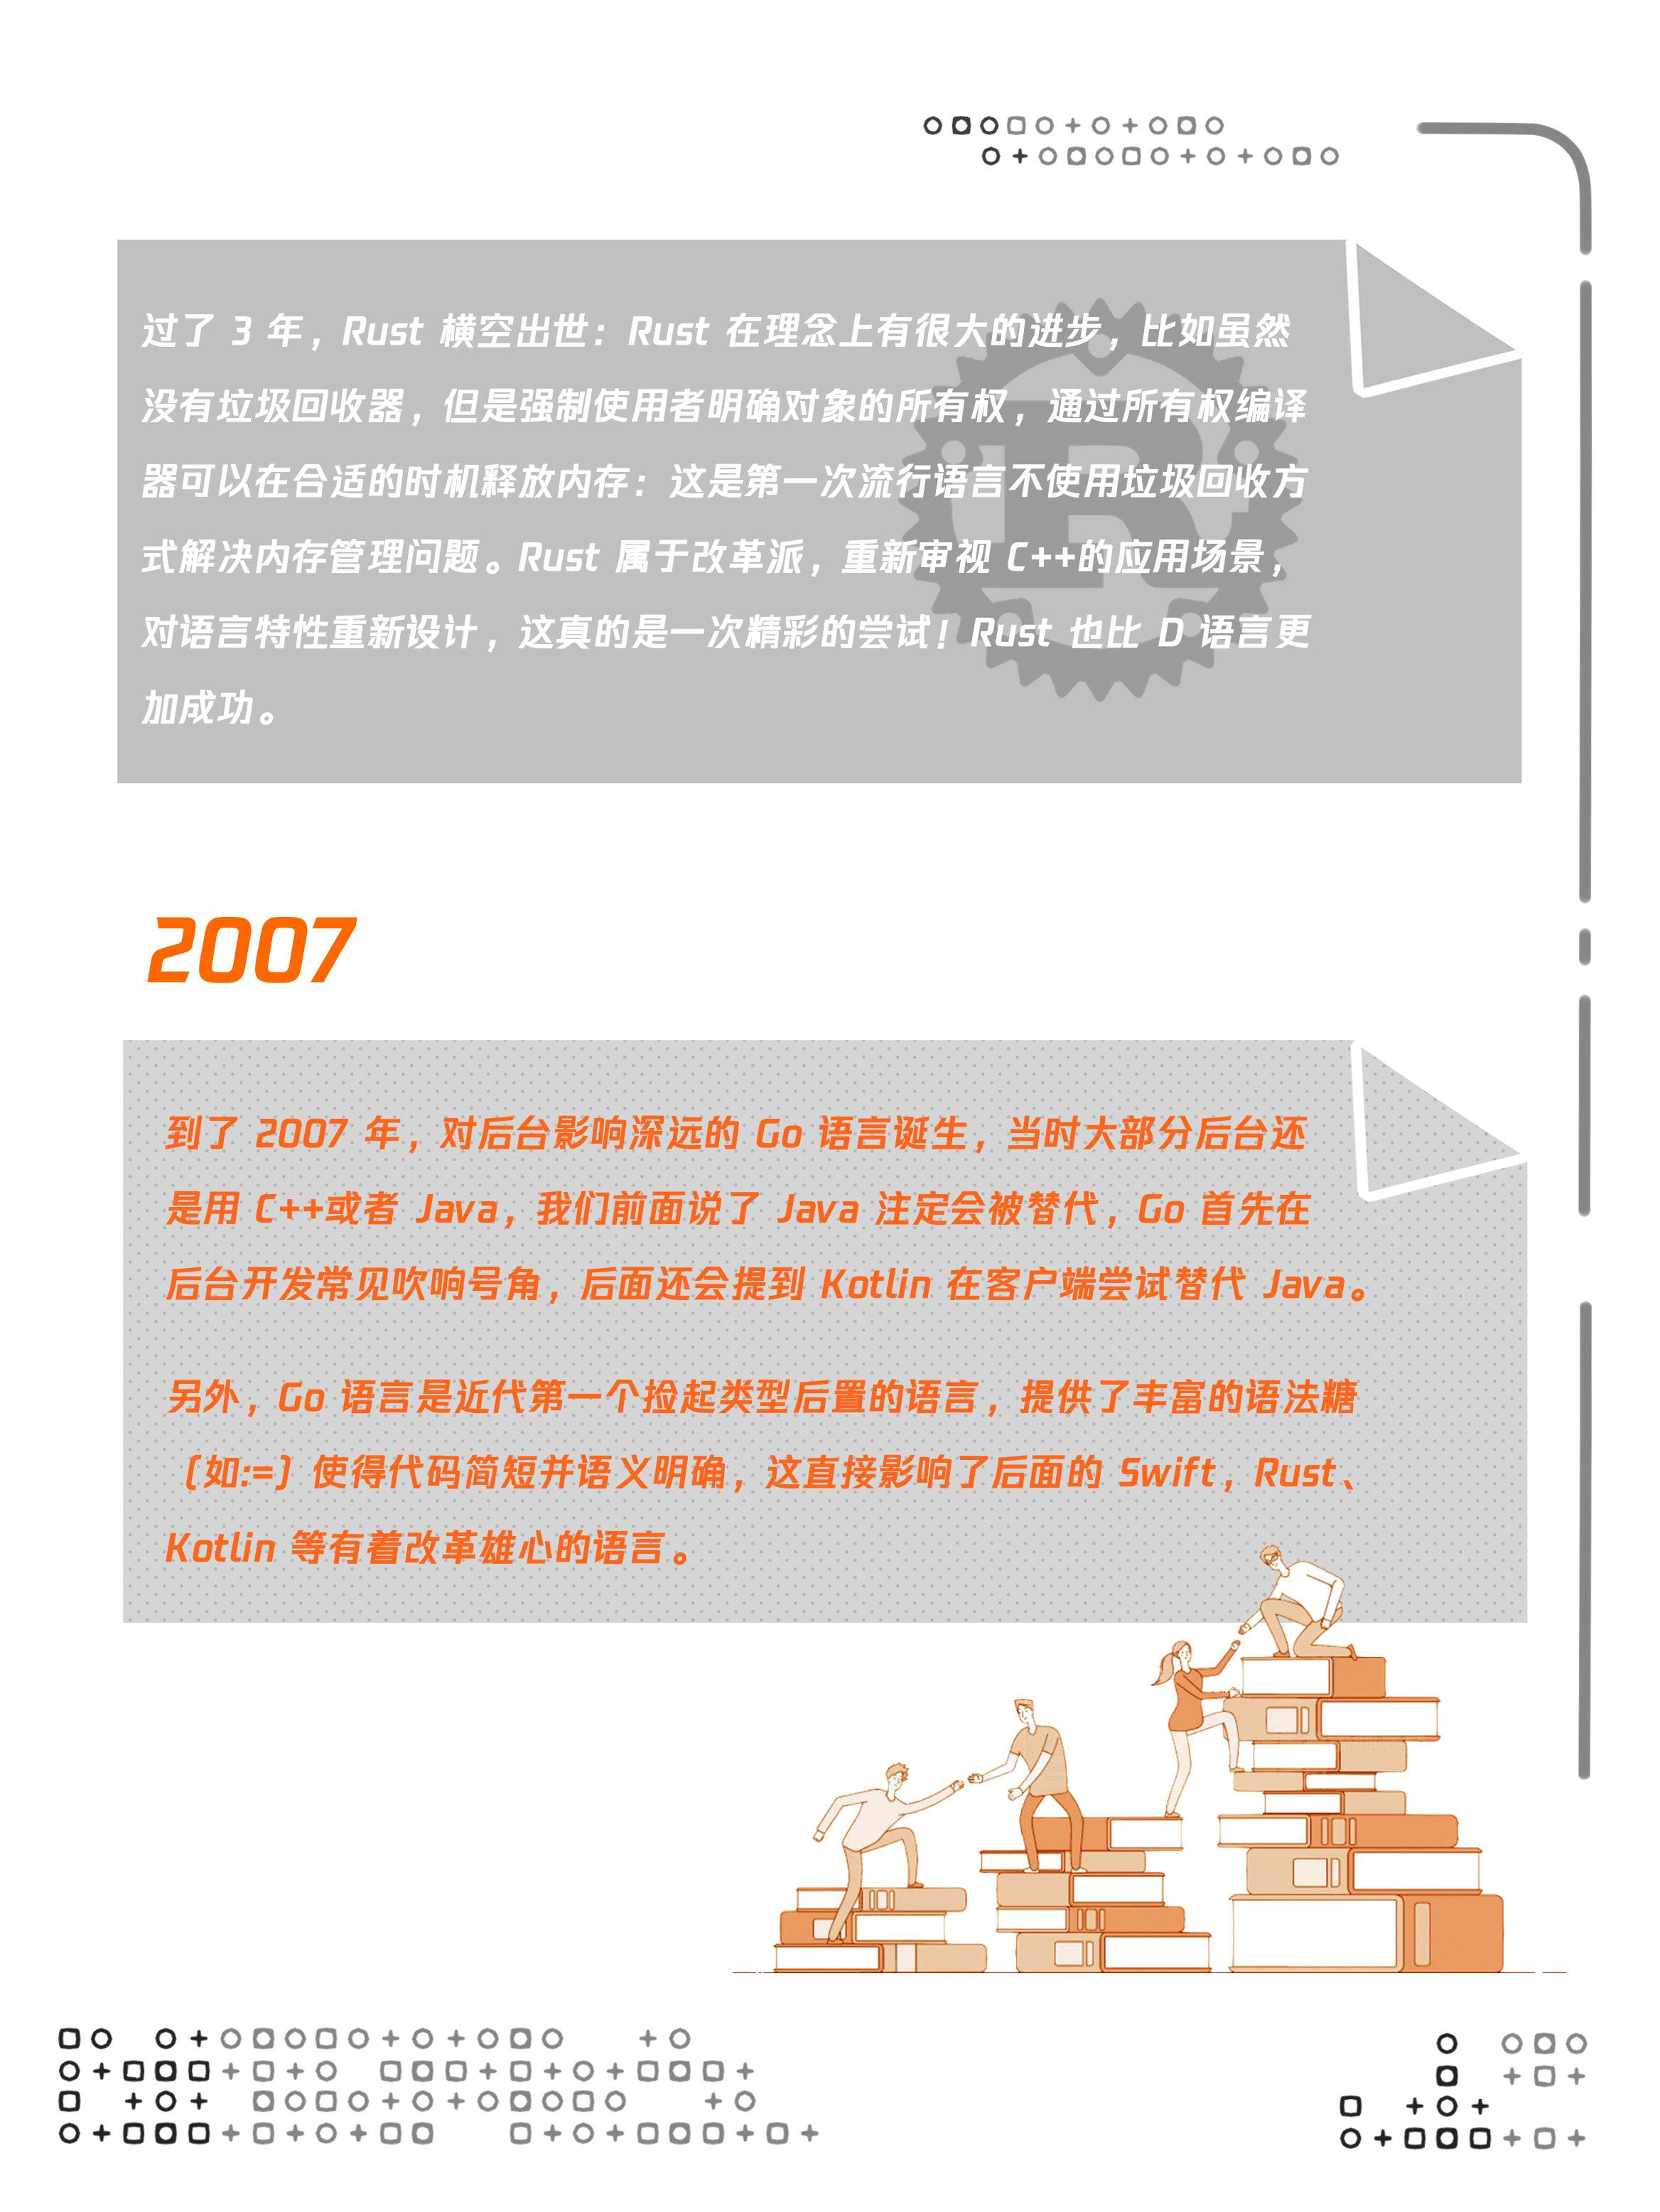 过了 3 年，Rust 横空出世：Rust 在理念上有很大的进步，比如虽然
没有垃圾回收器，但是强制使用者明确对象的所有权，通过所有权编译
器可以在合适的时机释放内存：这是第一次流行语言不使用垃圾回收方
式解决内存管理问题。Rust 属于改革派，重新审视 C++的应用场景，
对语言特性重新设计，这真的是一次精彩的尝试！Rust 也比 D 语言更
加成功。
2007
到了 2007 年，对后台影响深远的 Go 语言诞生，当时大部分后台还
是用 C++或者 Java，我们前面说了 Java 注定会被替代，Go 首先在
后台开发常见吹响号角，后面还会提到 Kotlin 在客户端尝试替代 Java。
另外，Go 语言是近代第一个捡起类型后置的语言，提供了丰富的语法糖
（如:=）使得代码简短并语义明确，这直接影响了后面的 Swift，Rust、
Kotlin 等有着改革雄心的语言。